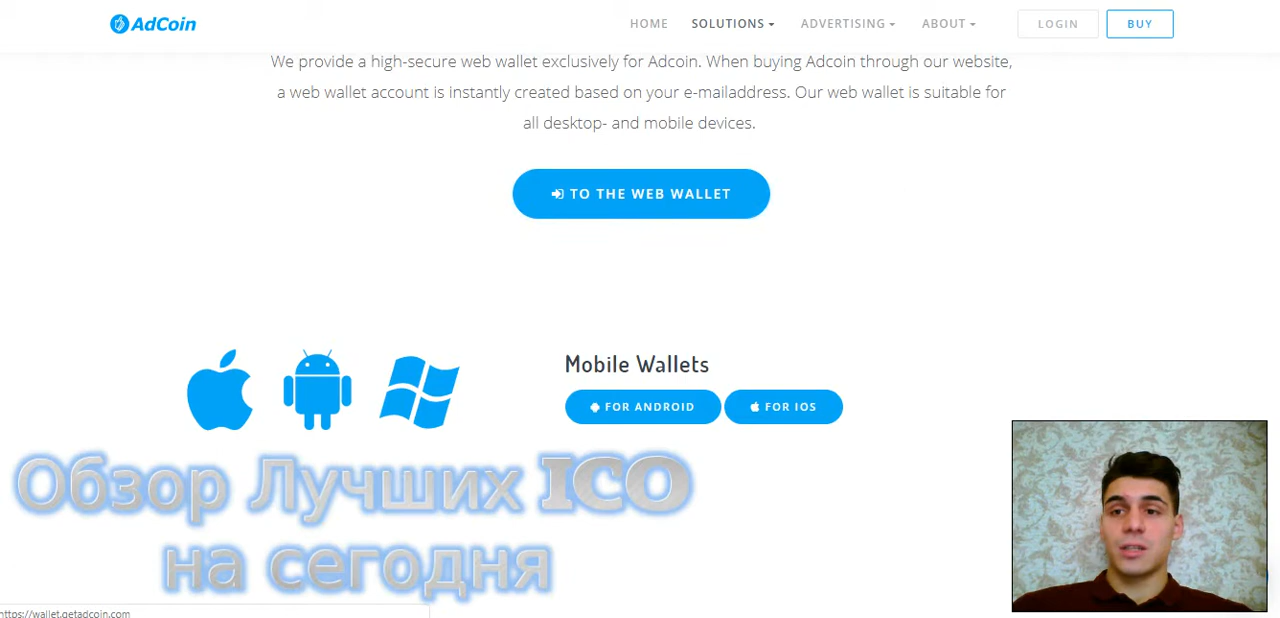 AdCoin HOME SOLUTIONS ADVERTISING ABOUT LOGIN BUY
We provide a high-secure web wallet exclusively for Adcoin. When buying Adcoin through our website,
a web wallet account is instantly created based on your e-mailaddress. Our web wallet is suitable for
all desktop- and mobile devices.
TO THE WEB WALLET
Mobile Wallets
FOR ANDROID FOR IOS
Обзор Лучших ICO
на сегодня
https://wallet.getadcoin.com